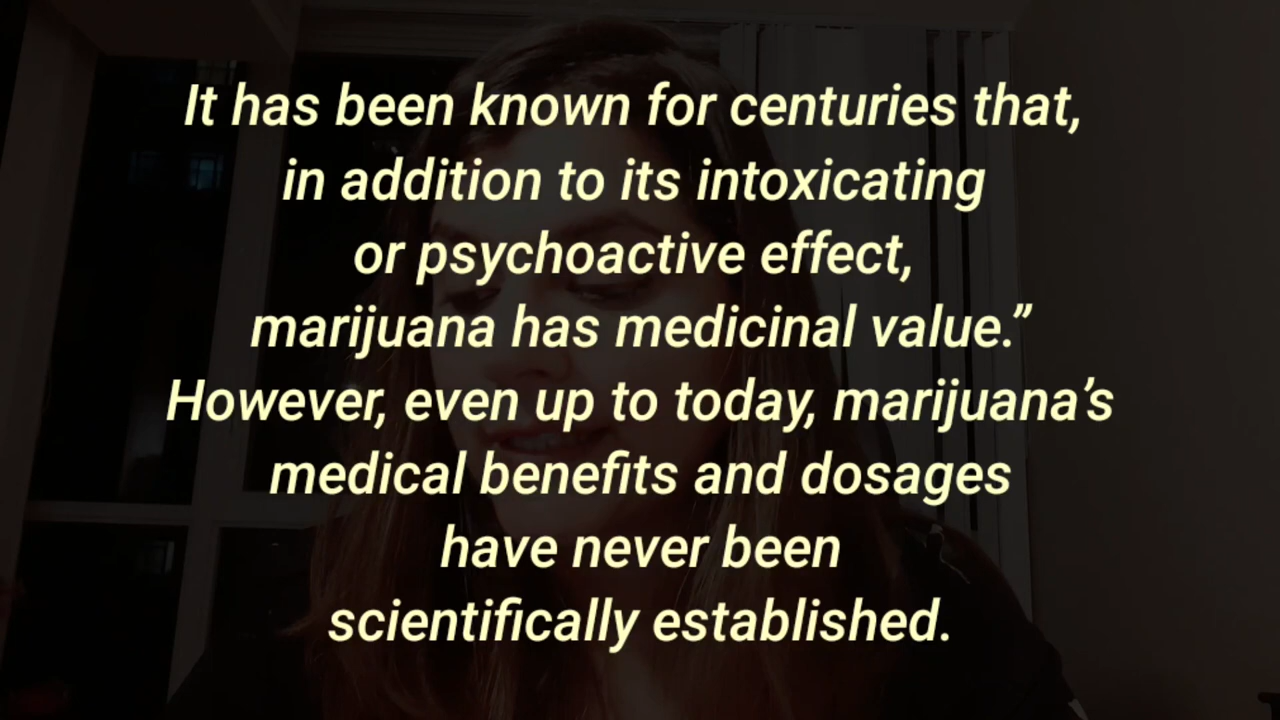 It has been known for centuries that,
in addition to its intoxicating
or psychoactive effect,
marijuana has medicinal value.”
However, even up to today, marijuana’s
medical benefits and dosages
have never been
scientifically established.